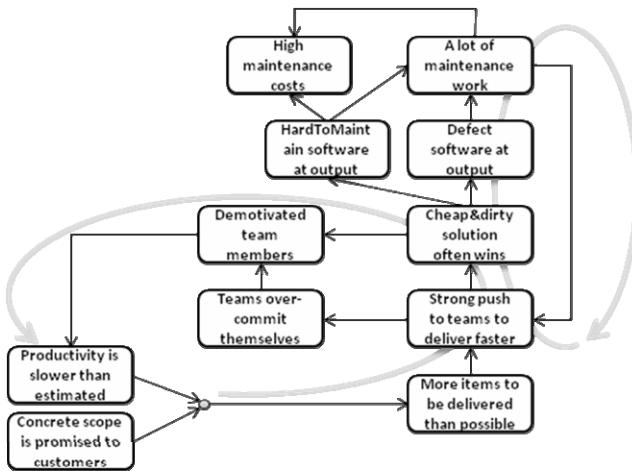 High
maintenance
costs
A lot of
maintenance
work
HardToMaint
ain software
at output
Defect
software at
output
Demotivated
team
members
Cheap&dirty
solution
often wins
Teams over-
commit
themselves
Strong push
to teams to
deliver faster
Productivity is
slower than
estimated
More items to
be delivered
than possible
Concrete scope
is promised to
customers